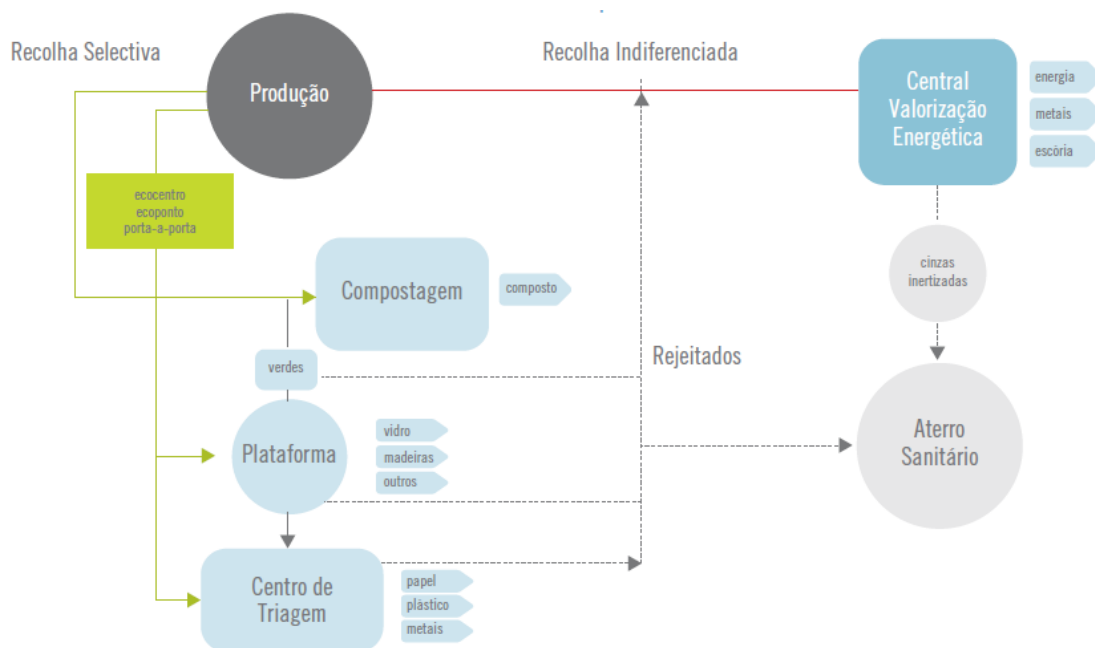 Recolha Selectiva
Recolha Indiferenciada
Produção
Central
Valorização
Energética
energia
metais
escória
ecocentro
ecoponto
porta-a-porta
Compostagem
composto
cinzas
inertizadas
Rejeitados
verdes
Plataforma
vidro
madeiras
outros
Aterro
Sanitário
Centro de
Triagem
papel
plástico
metais